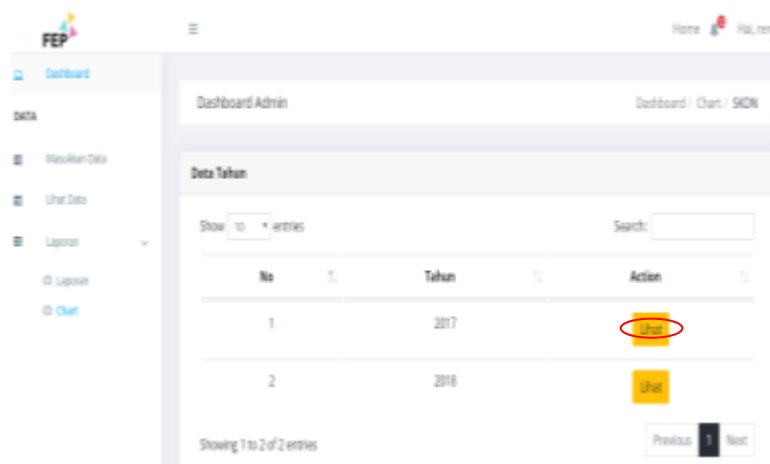 FEP
Home
Hai, ren
Dashboard
DATA
Masukkan Data
Lihat Data
Laporan
Laporan
Chart
Dashboard Admin
Dashboard / Chart / SKDN
Data Tahun
Show 10 entries
Search:
No Tahun Action
1 2017 Lihat
2 2018 Lihat
Showing 1 to 2 of 2 entries
Previous 1 Next